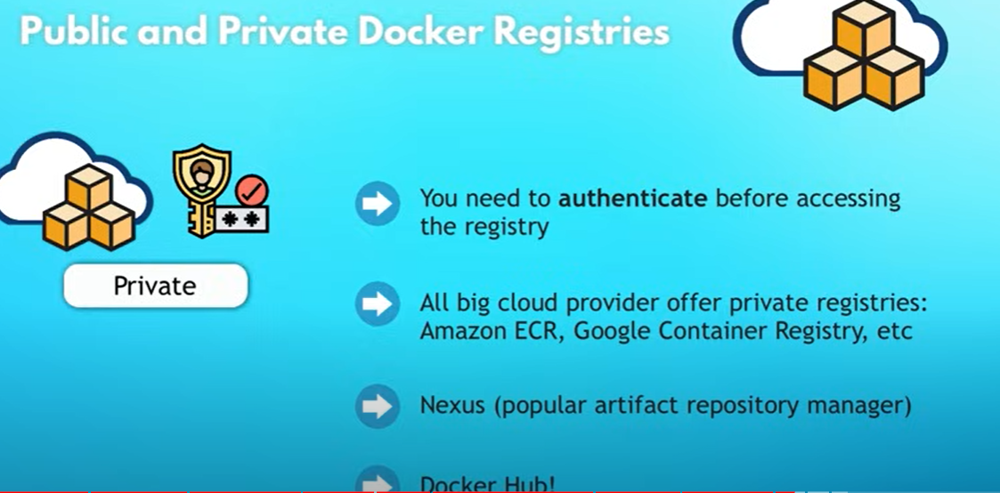 Public and Private Docker Registries
You need to authenticate before accessing
the registry
Private
All big cloud provider offer private registries:
Amazon ECR, Google Container Registry, etc
Nexus (popular artifact repository manager)
Docker Hub!